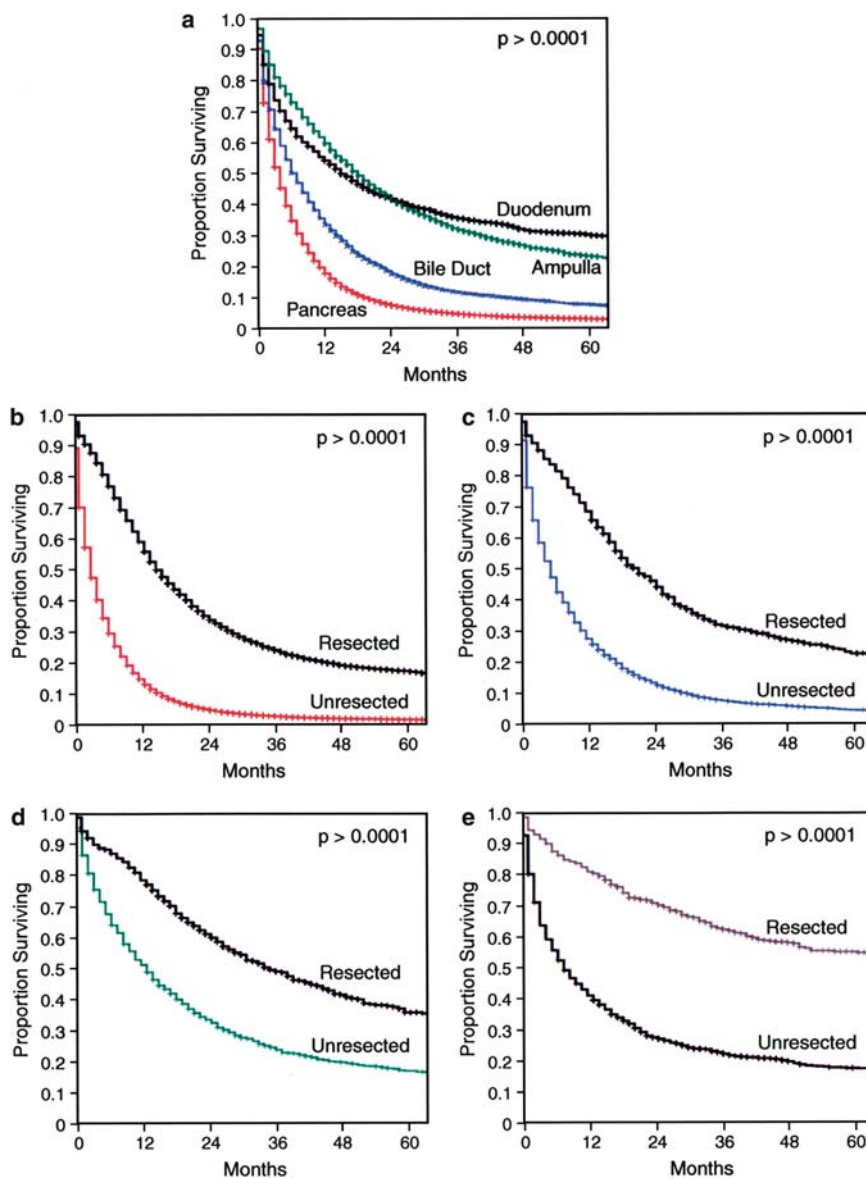 a
p > 0.0001
Proportion Surviving
1.0
0.9
0.8
0.7
0.6
0.5
0.4
0.3
0.2
0.1
0
Duodenum
Bile Duct
Ampulla
Pancreas
0 12 24 36 48 60
Months
b
p > 0.0001
Proportion Surviving
1.0
0.9
0.8
0.7
0.6
0.5
0.4
0.3
0.2
0.1
0
Resected
Unresected
0 12 24 36 48 60
Months
c
p > 0.0001
Proportion Surviving
1.0
0.9
0.8
0.7
0.6
0.5
0.4
0.3
0.2
0.1
0
Resected
Unresected
0 12 24 36 48 60
Months
d
p > 0.0001
Proportion Surviving
1.0
0.9
0.8
0.7
0.6
0.5
0.4
0.3
0.2
0.1
0
Resected
Unresected
0 12 24 36 48 60
Months
e
p > 0.0001
Proportion Surviving
1.0
0.9
0.8
0.7
0.6
0.5
0.4
0.3
0.2
0.1
0
Resected
Unresected
0 12 24 36 48 60
Months